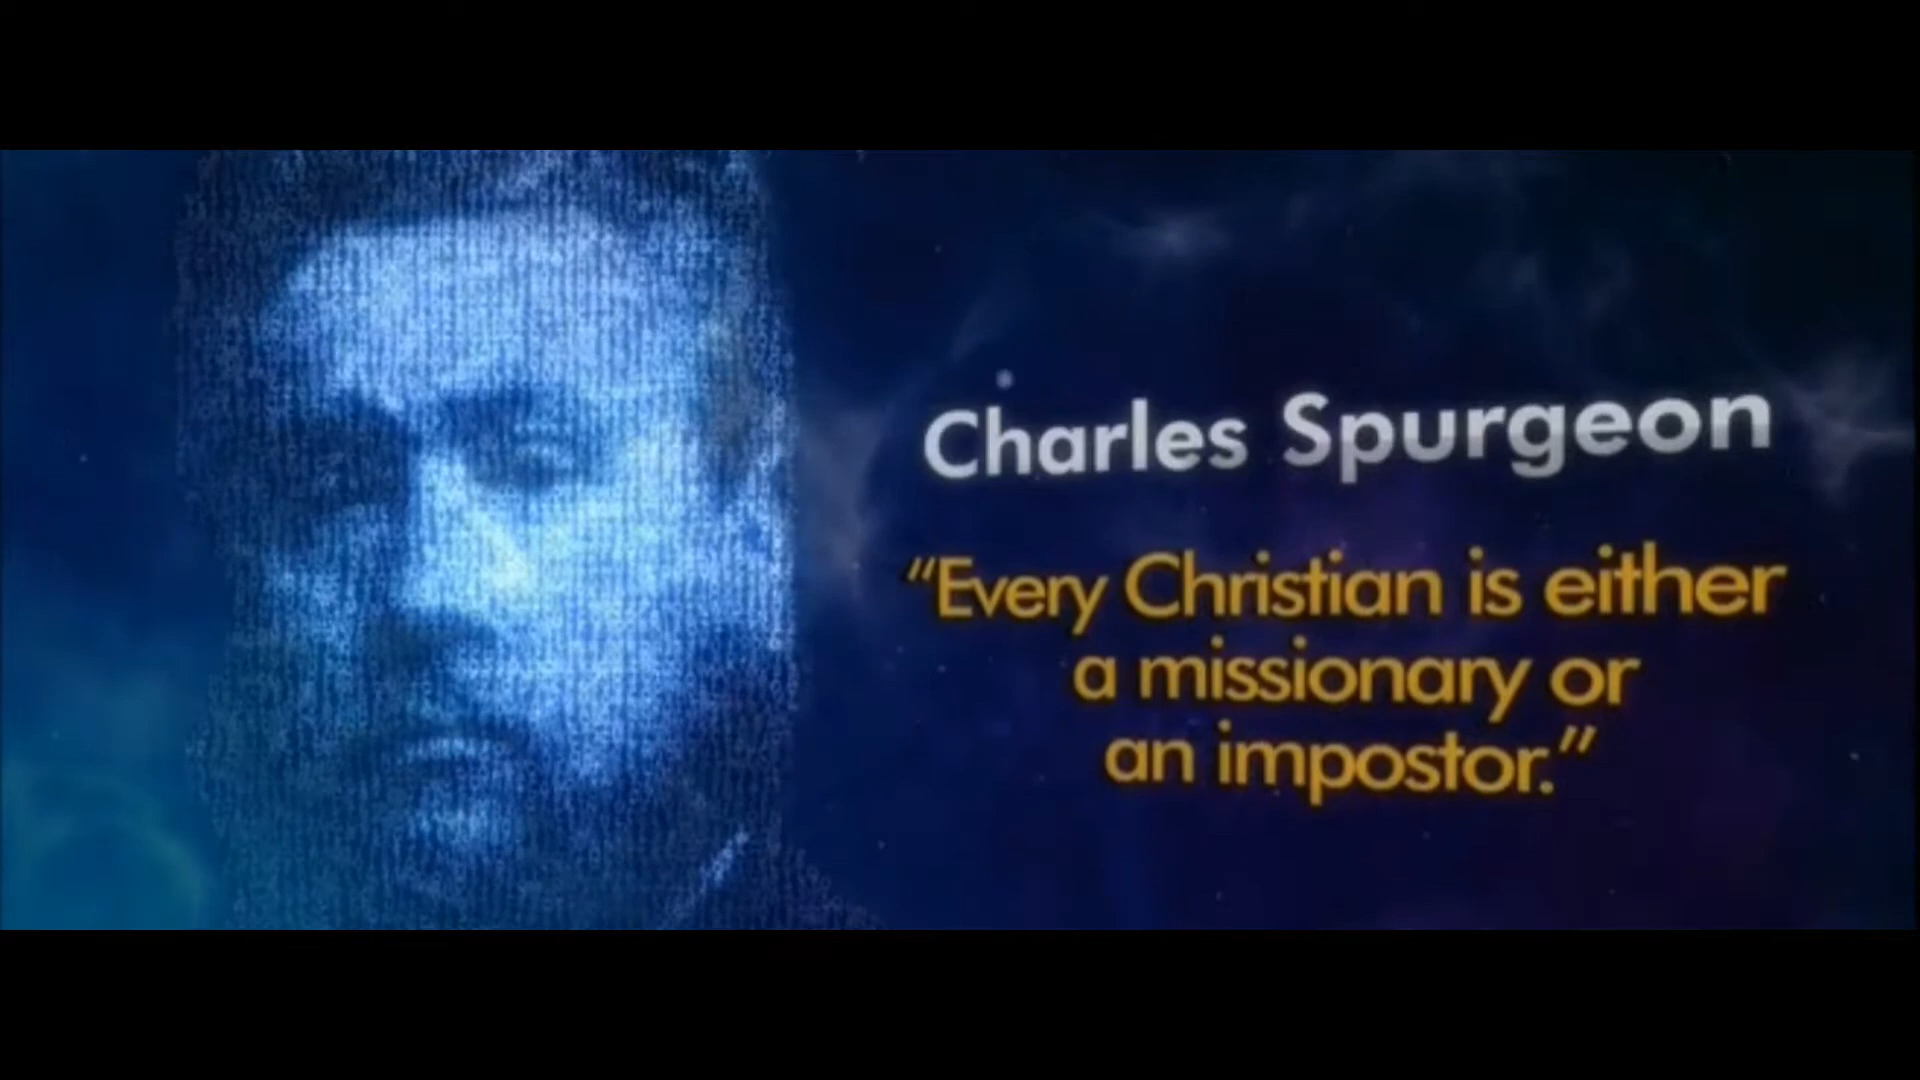 Charles Spurgeon
“Every Christian is either
a missionary or
an impostor.”